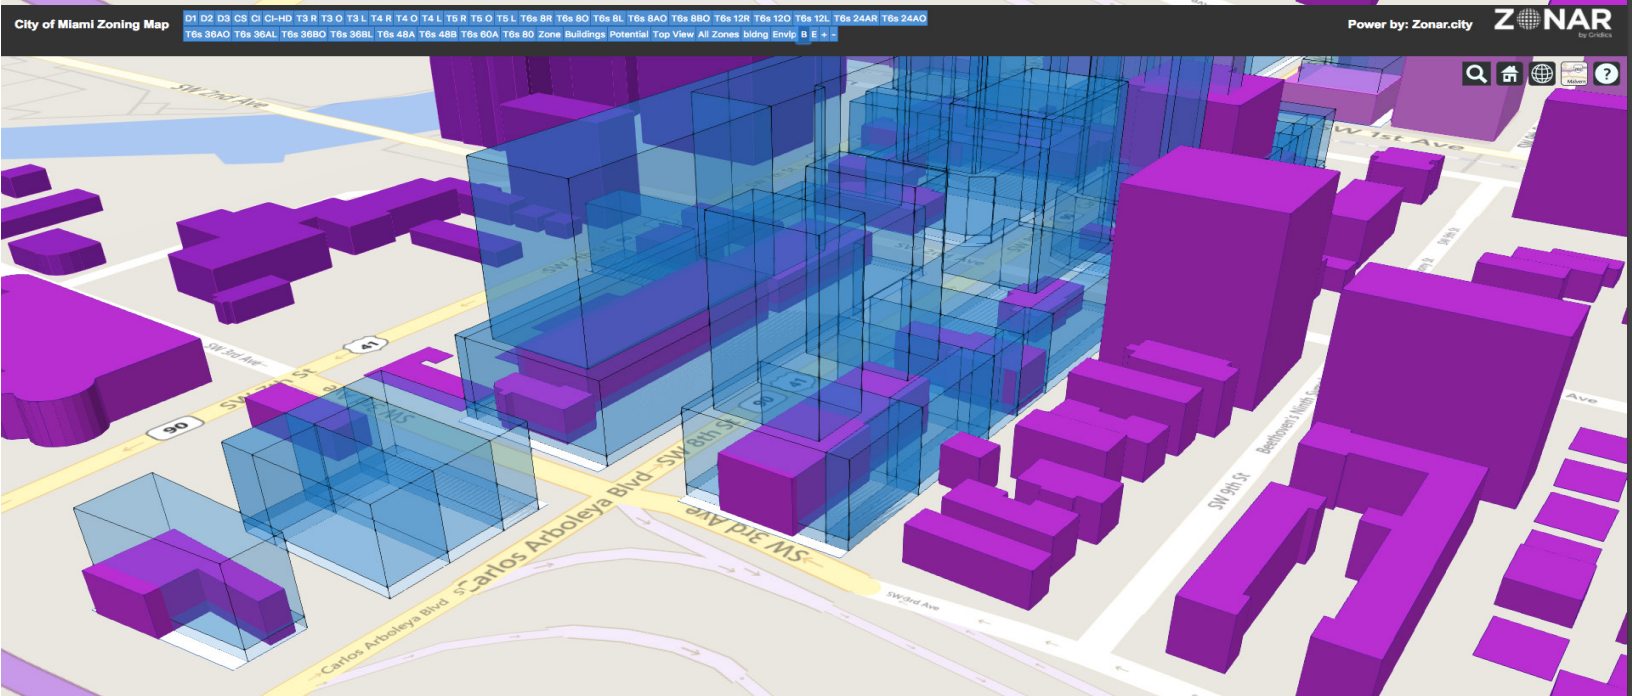 City of Miami Zoning Map
D1 D2 D3 CS CI CI-HD T3 R T3 O T3 L T4 R T4 O T4 L T5 R T5 O T5 L T6s 8R T6s 8O T6s 8L T6s 8AO T6s 8BO T6s 12R T6s 12O T6s 12L T6s 24AR T6s 24AO
T6s 36AO T6s 36AL T6s 36BO T6s 36BL T6s 48A T6s 48B T6s 60A T6s 80 Zone Buildings Potential Top View All Zones bldng Envlp B E + -
Power by: Zonar.city
ZONAR
by Gridics
?
SW 2nd Ave
SW 1st Ave
SW 3rd Ave
41
SW 7th St
90
SW 8th St
90
41
SW 3rd Ave
Carlos Arboleya Blvd
Carlos Arboleya Blvd
SW 3rd Ave
SW 9th St
Ave